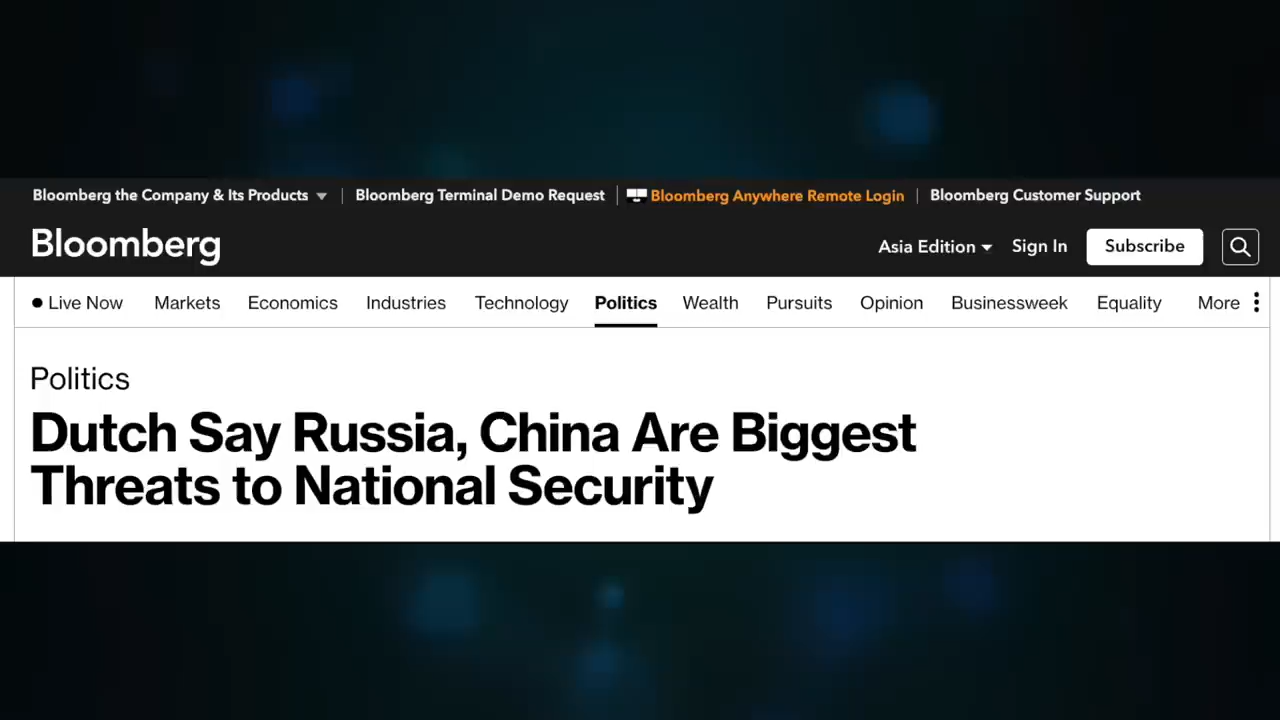 Bloomberg the Company & Its Products Bloomberg Terminal Demo Request Bloomberg Anywhere Remote Login Bloomberg Customer Support
Bloomberg Asia Edition Sign In Subscribe
Live Now Markets Economics Industries Technology Politics Wealth Pursuits Opinion Businessweek Equality More
Politics
Dutch Say Russia, China Are Biggest
Threats to National Security